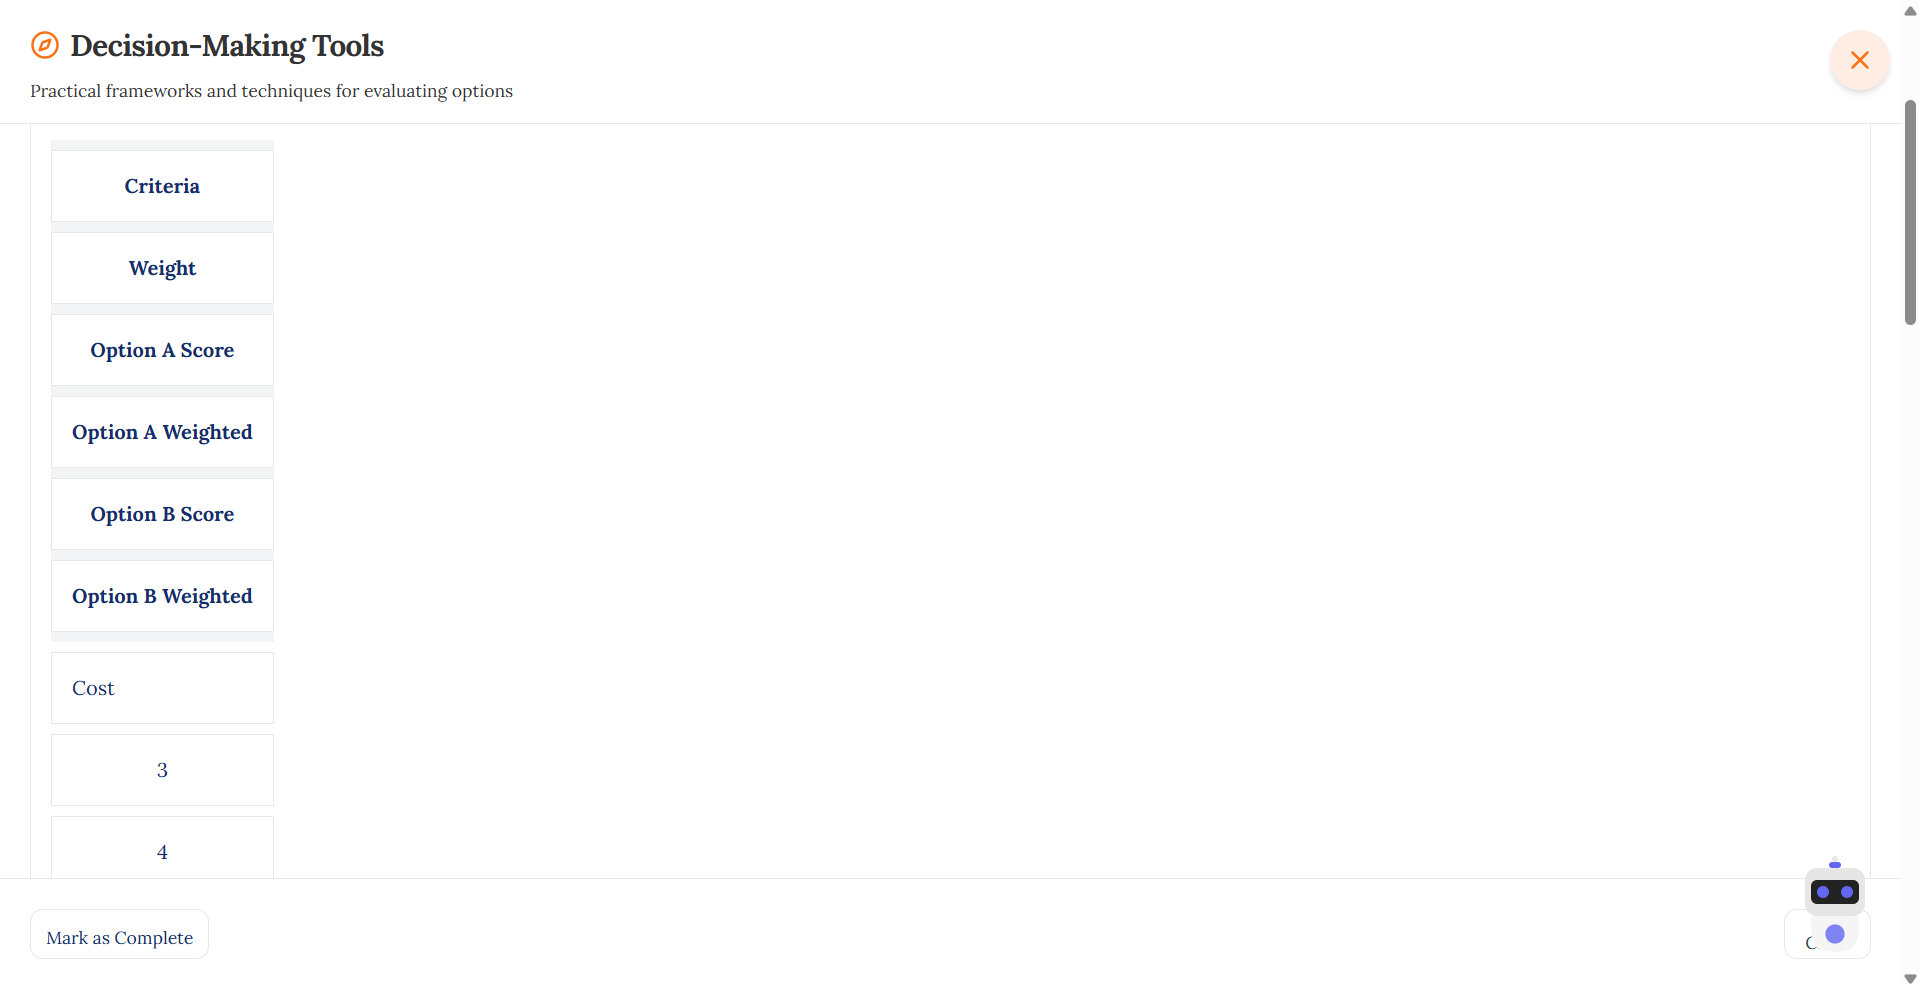 Decision-Making Tools
Practical frameworks and techniques for evaluating options
Criteria
Weight
Option A Score
Option A Weighted
Option B Score
Option B Weighted
Cost
3
4
Mark as Complete